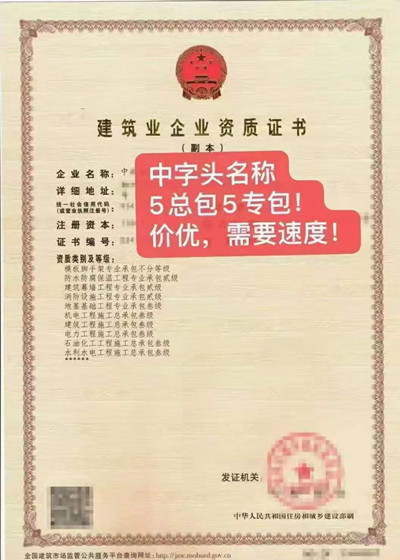 建筑业企业资质证书
（副本）
企业名称：中
详细地址：
统一社会信用代码
（或营业执照注册号）：
注册资本：
证书编号：
中字头名称
5总包5专包！
价优，需要速度！
资质类别及等级：
模板脚手架专业承包不分等级
防水防腐保温工程专业承包贰级
建筑幕墙工程专业承包贰级
消防设施工程专业承包贰级
地基基础工程专业承包叁级
机电工程施工总承包叁级
建筑工程施工总承包叁级
电力工程施工总承包叁级
石油化工工程施工总承包叁级
水利水电工程施工总承包叁级
发证机关：
中华人民共和国住房和城乡建设部制
全国建筑市场监管公共服务平台查询网址：http://jzsc.mohurd.gov.cn